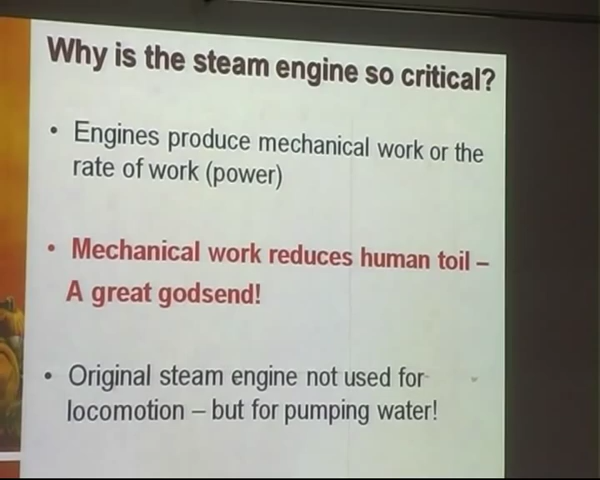 Why is the steam engine so critical?
• Engines produce mechanical work or the
rate of work (power)
• Mechanical work reduces human toil –
A great godsend!
• Original steam engine not used for
locomotion – but for pumping water!